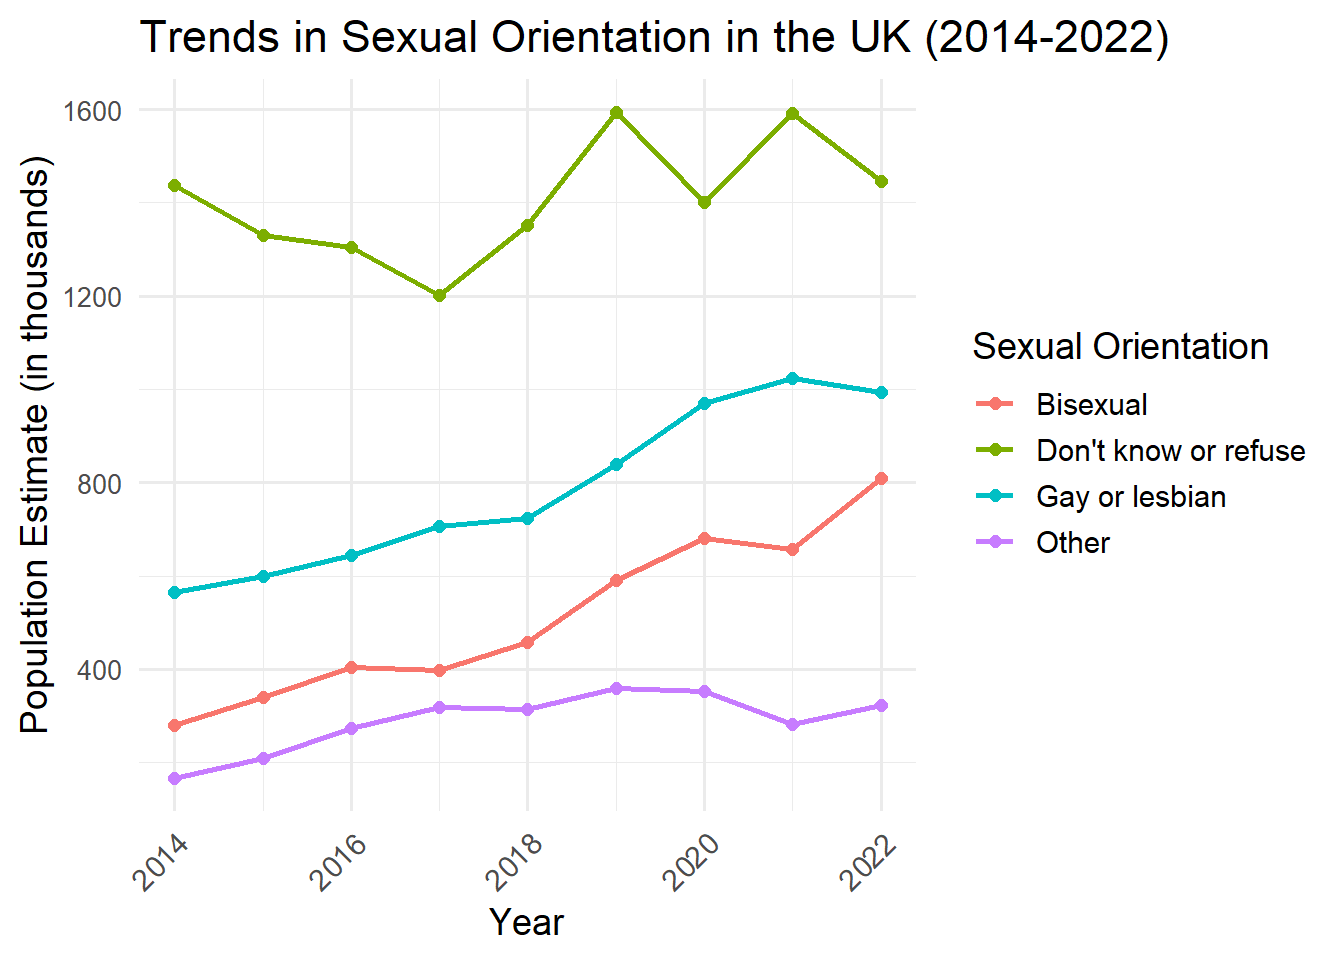 Trends in Sexual Orientation in the UK (2014-2022)
Population Estimate (in thousands)
1600
1200
800
400
2014
2016
2018
2020
2022
Year
Sexual Orientation
Bisexual
Don't know or refuse
Gay or lesbian
Other